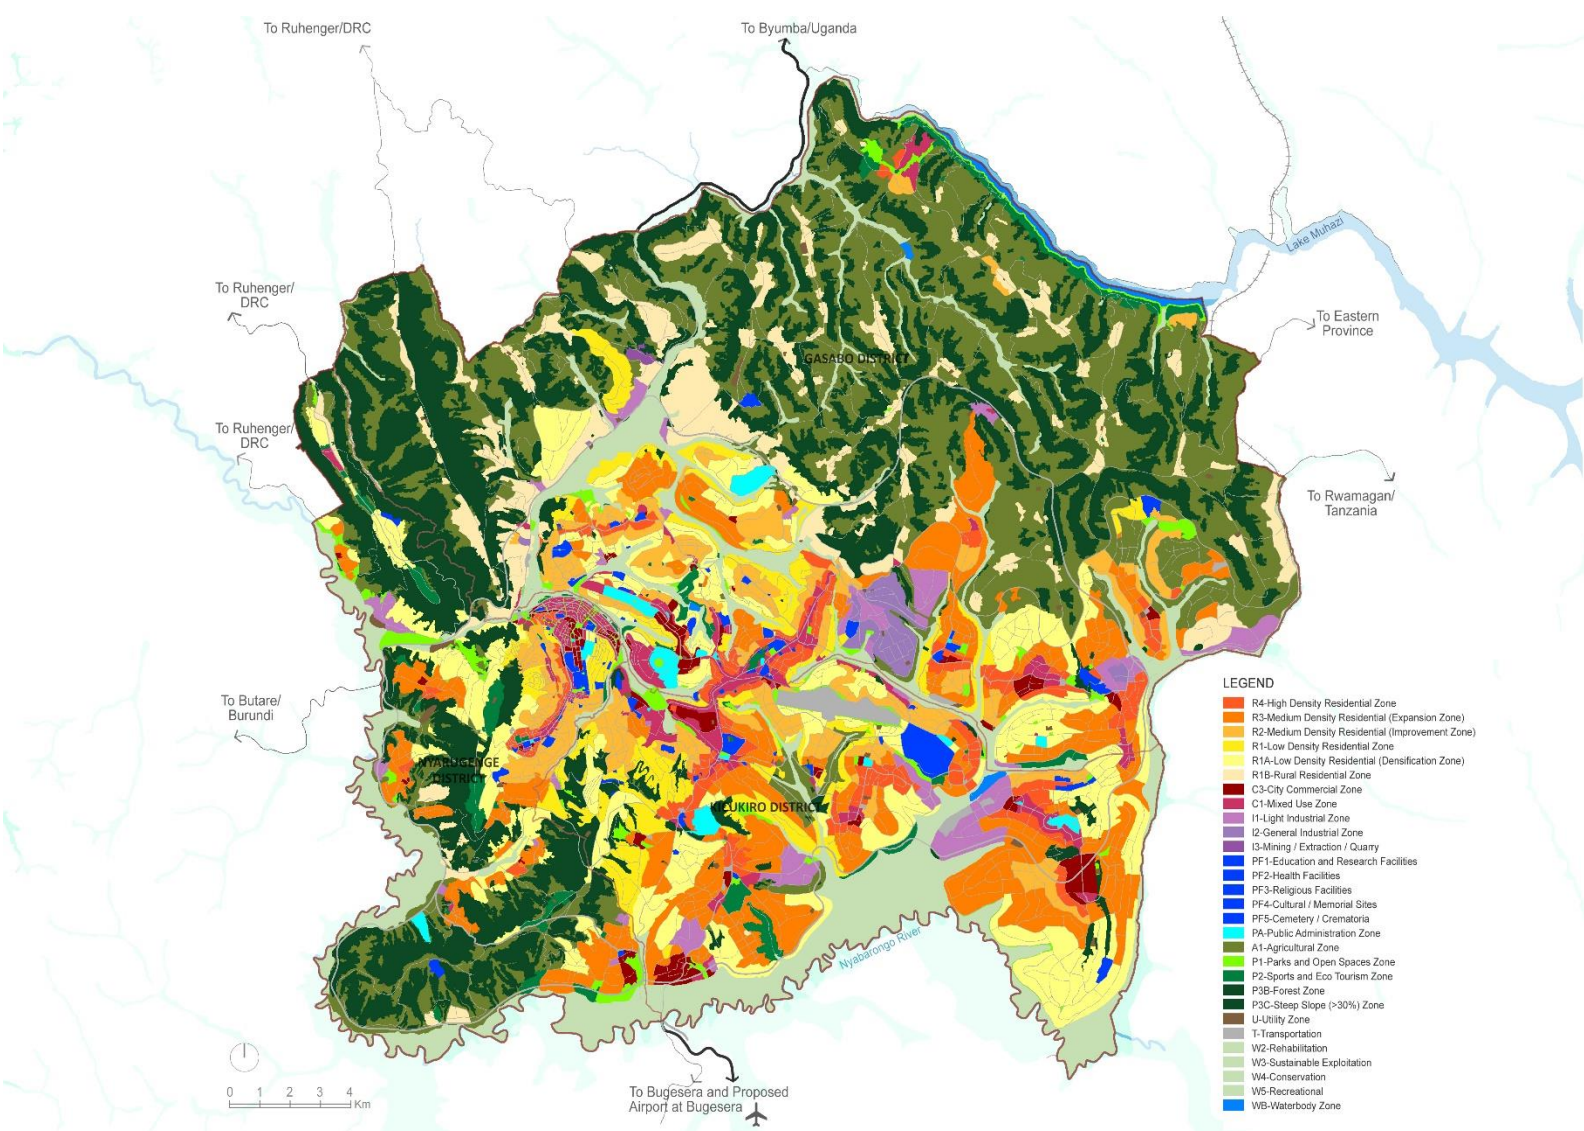 To Ruhenger/DRC
To Byumba/Uganda
Lake Muhazi
To Ruhenger/
DRC
To Eastern
Province
GASABO DISTRICT
To Ruhenger/
DRC
To Rwamagan/
Tanzania
To Butare/
Burundi
NYARUGENGE
DISTRICT
KICUKIRO DISTRICT
Nyabarongo River
To Bugesera and Proposed
Airport at Bugesera
0 1 2 3 4
Km
LEGEND
R4-High Density Residential Zone
R3-Medium Density Residential (Expansion Zone)
R2-Medium Density Residential (Improvement Zone)
R1-Low Density Residential Zone
R1A-Low Density Residential (Densification Zone)
R1B-Rural Residential Zone
C3-City Commercial Zone
C1-Mixed Use Zone
I1-Light Industrial Zone
I2-General Industrial Zone
I3-Mining / Extraction / Quarry
PF1-Education and Research Facilities
PF2-Health Facilities
PF3-Religious Facilities
PF4-Cultural / Memorial Sites
PF5-Cemetery / Crematoria
PA-Public Administration Zone
A1-Agricultural Zone
P1-Parks and Open Spaces Zone
P2-Sports and Eco Tourism Zone
P3B-Forest Zone
P3C-Steep Slope (>30%) Zone
U-Utility Zone
T-Transportation
W2-Rehabilitation
W3-Sustainable Exploitation
W4-Conservation
W5-Recreational
WB-Waterbody Zone